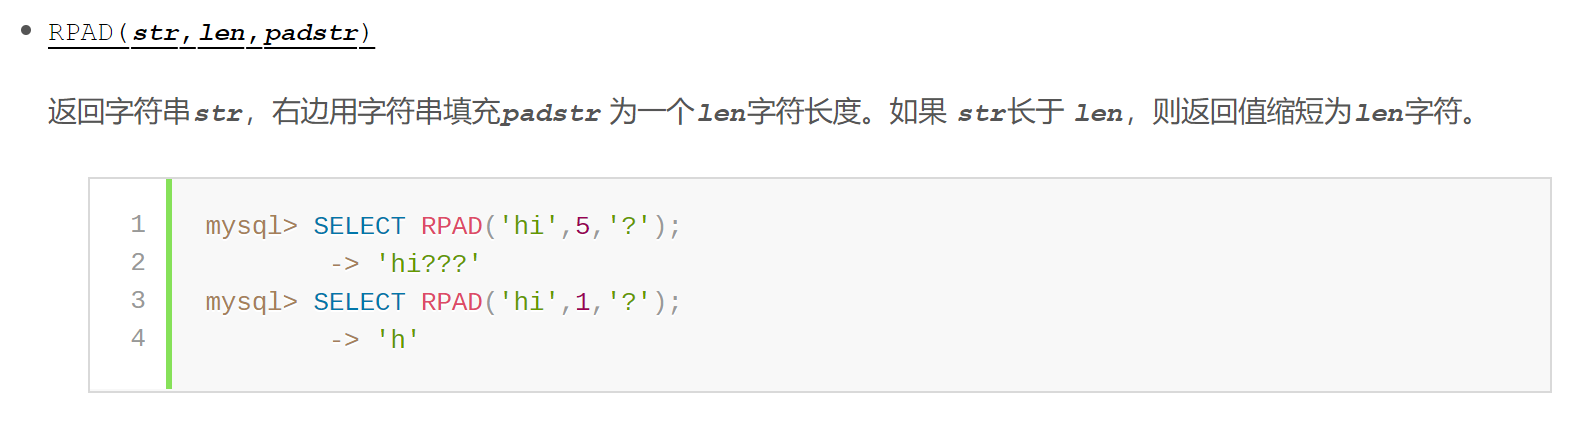 RPAD(str,len,padstr)
返回字符串str，右边用字符串填充padstr 为一个len字符长度。如果 str长于 len，则返回值缩短为len字符。
1 mysql> SELECT RPAD('hi',5,'?');
2 -> 'hi???'
3 mysql> SELECT RPAD('hi',1,'?');
4 -> 'h'